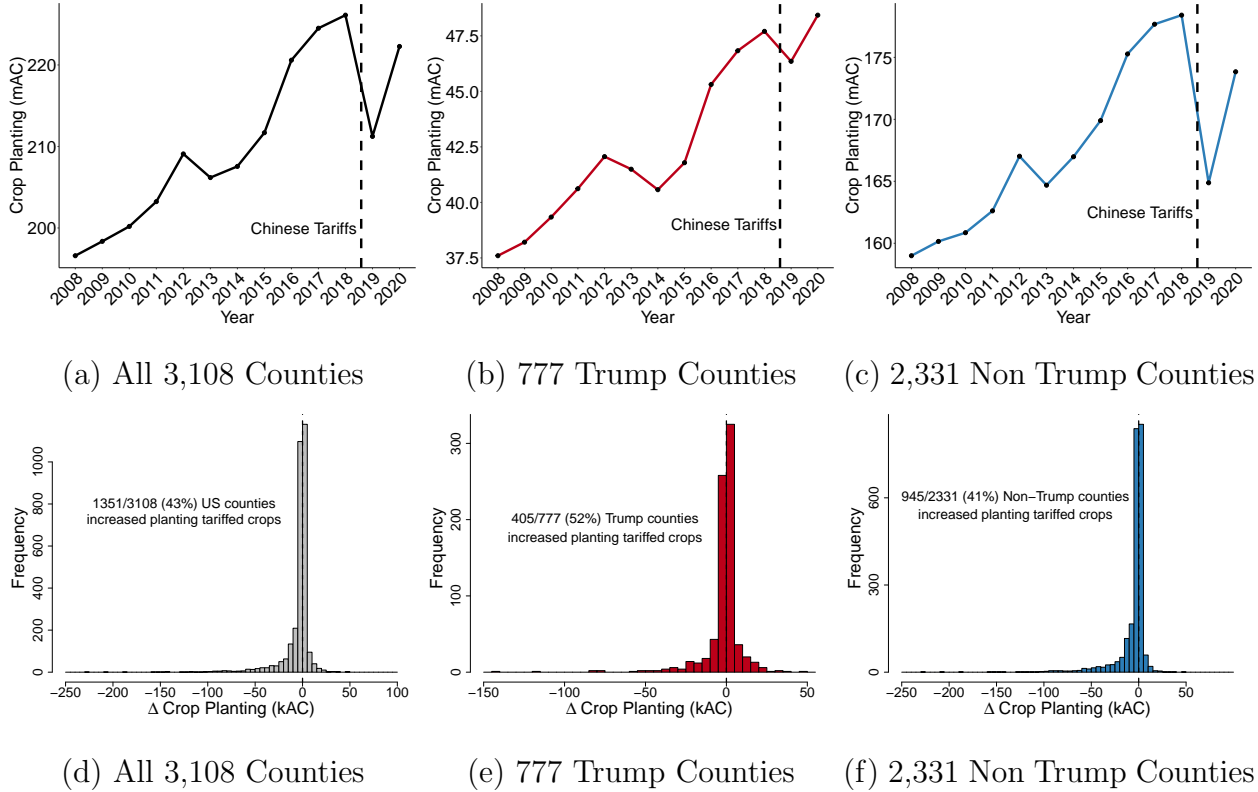 Crop Planting (mAC)
220
210
200
Chinese Tariffs
2008 2009 2010 2011 2012 2013 2014 2015 2016 2017 2018 2019 2020
Year
(a) All 3,108 Counties
Crop Planting (mAC)
47.5
45.0
42.5
40.0
37.5
Chinese Tariffs
2008 2009 2010 2011 2012 2013 2014 2015 2016 2017 2018 2019 2020
Year
(b) 777 Trump Counties
Crop Planting (mAC)
175
170
165
160
Chinese Tariffs
2008 2009 2010 2011 2012 2013 2014 2015 2016 2017 2018 2019 2020
Year
(c) 2,331 Non Trump Counties
Frequency
1000
800
600
400
200
0
1351/3108 (43%) US counties
increased planting tariffed crops
−250 −200 −150 −100 −50 0 50 100
Δ Crop Planting (kAC)
(d) All 3,108 Counties
Frequency
300
200
100
0
405/777 (52%) Trump counties
increased planting tariffed crops
−150 −100 −50 0 50
Δ Crop Planting (kAC)
(e) 777 Trump Counties
Frequency
600
300
0
945/2331 (41%) Non−Trump counties
increased planting tariffed crops
−250 −200 −150 −100 −50 0 50
Δ Crop Planting (kAC)
(f) 2,331 Non Trump Counties